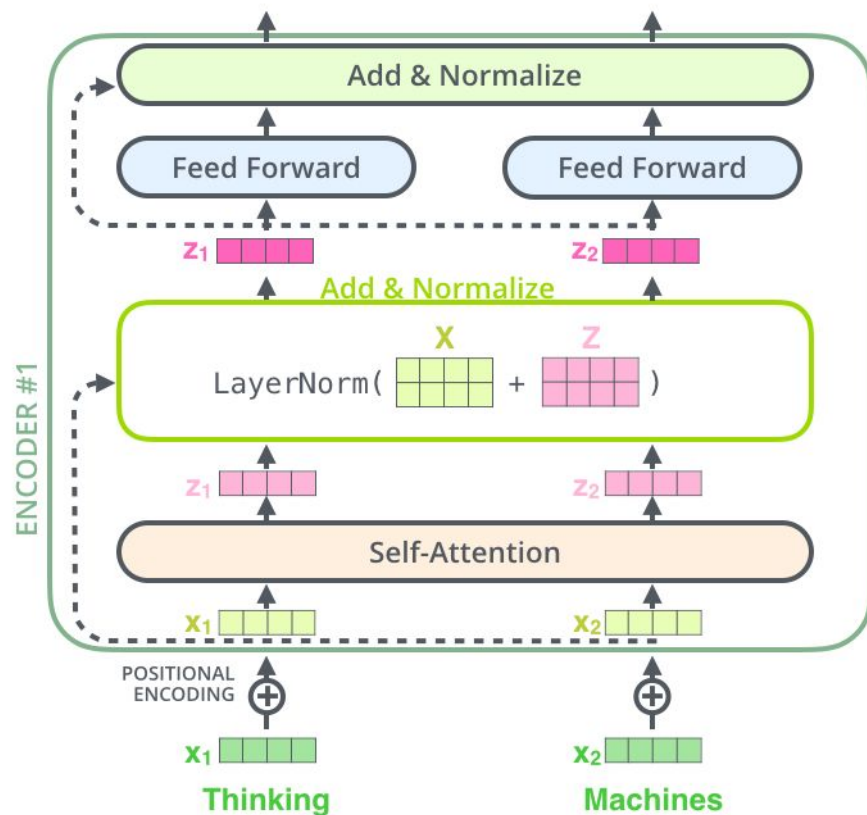 Add & Normalize
Feed Forward Feed Forward
z1 z2
Add & Normalize
X Z
LayerNorm( + )
ENCODER #1
z1 z2
Self-Attention
x1 x2
POSITIONAL
ENCODING
x1 x2
Thinking Machines